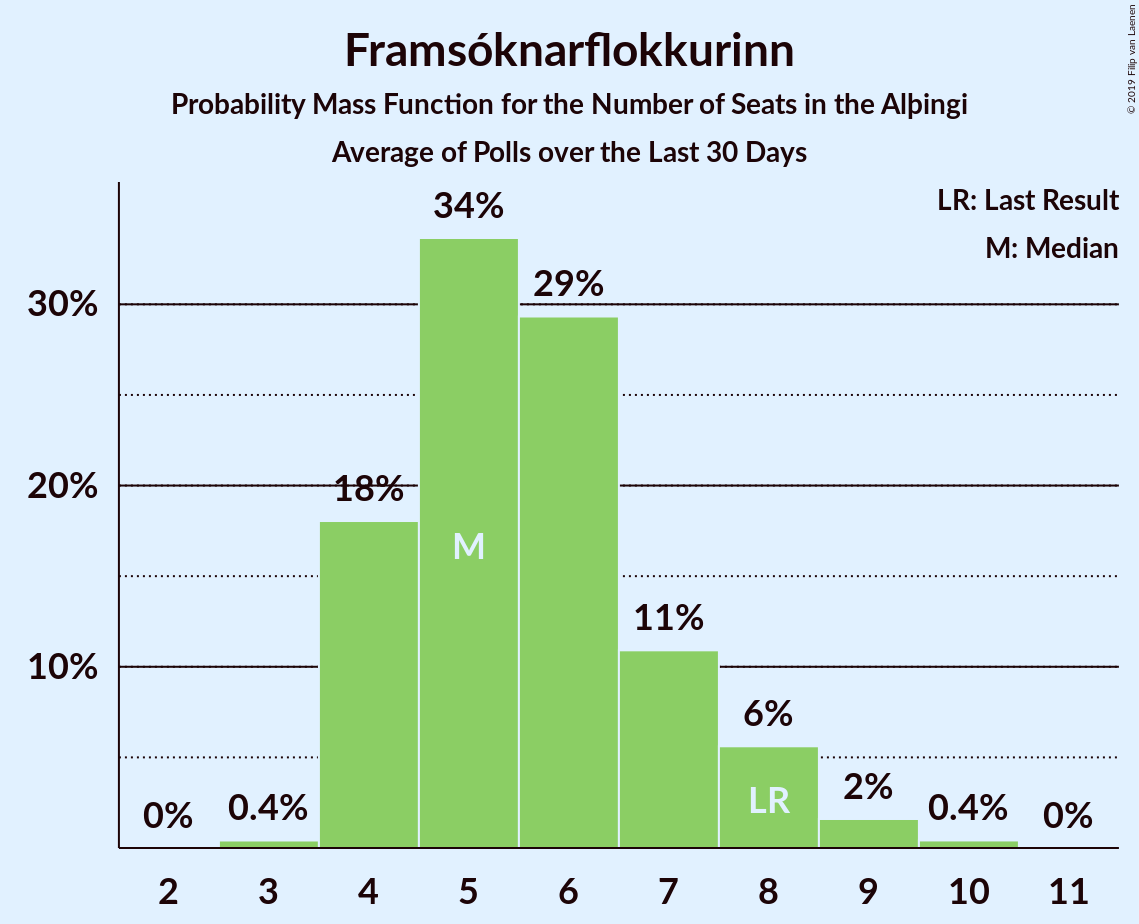 Framsóknarflokkurinn
Probability Mass Function for the Number of Seats in the Alþingi
Average of Polls over the Last 30 Days
© 2019 Filip van Laenen
LR: Last Result
M: Median
34%
29%
30%
20%
18%
M
11%
10%
6%
LR
2%
0%
0.4%
0.4%
0%
2 3 4 5 6 7 8 9 10 11